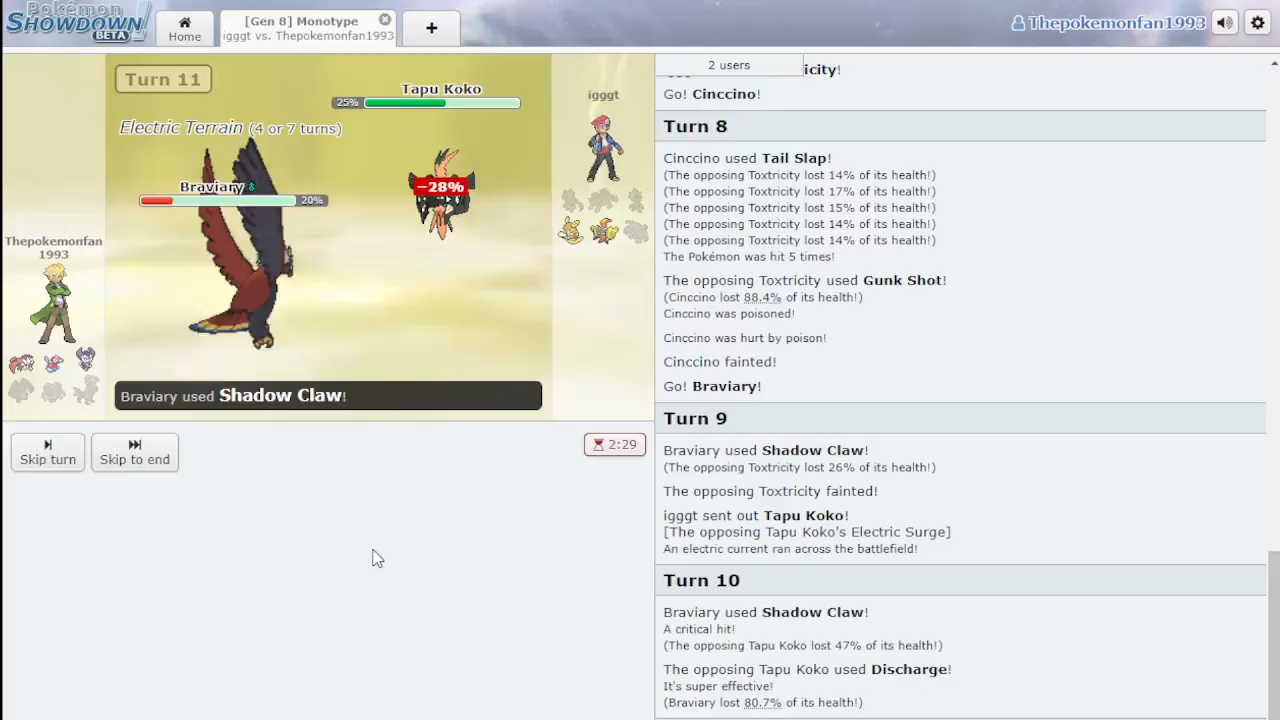 Pokémon
SHOWDOWN
BETA
Home
[Gen 8] Monotype
igggt vs. Thepokemonfan1993
+
Thepokemonfan1993
Turn 11
Tapu Koko
25%
Electric Terrain (4 or 7 turns)
−28%
Braviary
20%
igggt
Thepokemonfan
1993
Braviary used Shadow Claw!
Skip turn
Skip to end
2:29
2 users
icity!
Go! Cinccino!
Turn 8
Cinccino used Tail Slap!
(The opposing Toxtricity lost 14% of its health!)
(The opposing Toxtricity lost 17% of its health!)
(The opposing Toxtricity lost 15% of its health!)
(The opposing Toxtricity lost 14% of its health!)
(The opposing Toxtricity lost 14% of its health!)
The Pokémon was hit 5 times!
The opposing Toxtricity used Gunk Shot!
(Cinccino lost 88.4% of its health!)
Cinccino was poisoned!
Cinccino was hurt by poison!
Cinccino fainted!
Go! Braviary!
Turn 9
Braviary used Shadow Claw!
(The opposing Toxtricity lost 26% of its health!)
The opposing Toxtricity fainted!
igggt sent out Tapu Koko!
[The opposing Tapu Koko's Electric Surge]
An electric current ran across the battlefield!
Turn 10
Braviary used Shadow Claw!
A critical hit!
(The opposing Tapu Koko lost 47% of its health!)
The opposing Tapu Koko used Discharge!
It's super effective!
(Braviary lost 80.7% of its health!)